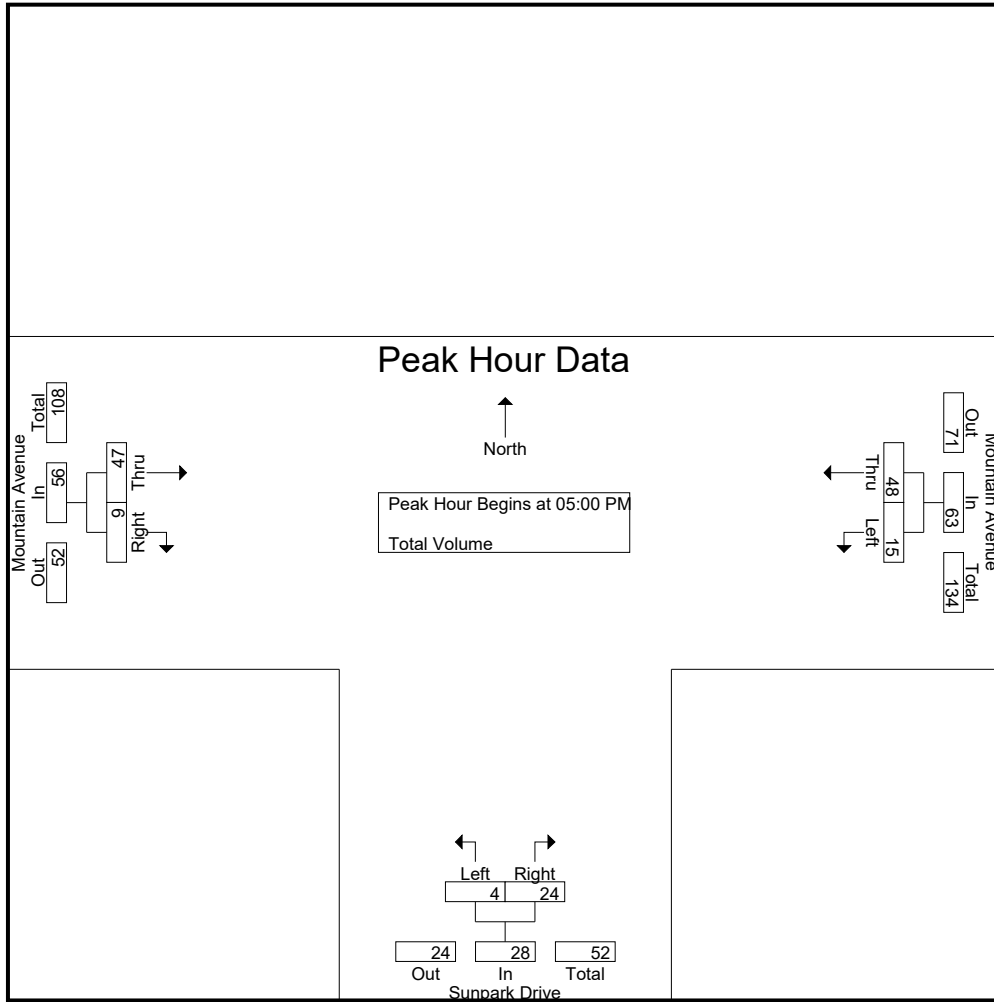 Peak Hour Data
North
Peak Hour Begins at 05:00 PM
Total Volume
Mountain Avenue
Out In Total
52 56 108
Right Thru
9 47
Mountain Avenue
Out In Total
71 63 134
Thru Left
48 15
Left Right
4 24
24 28 52
Out In Total
Sunpark Drive